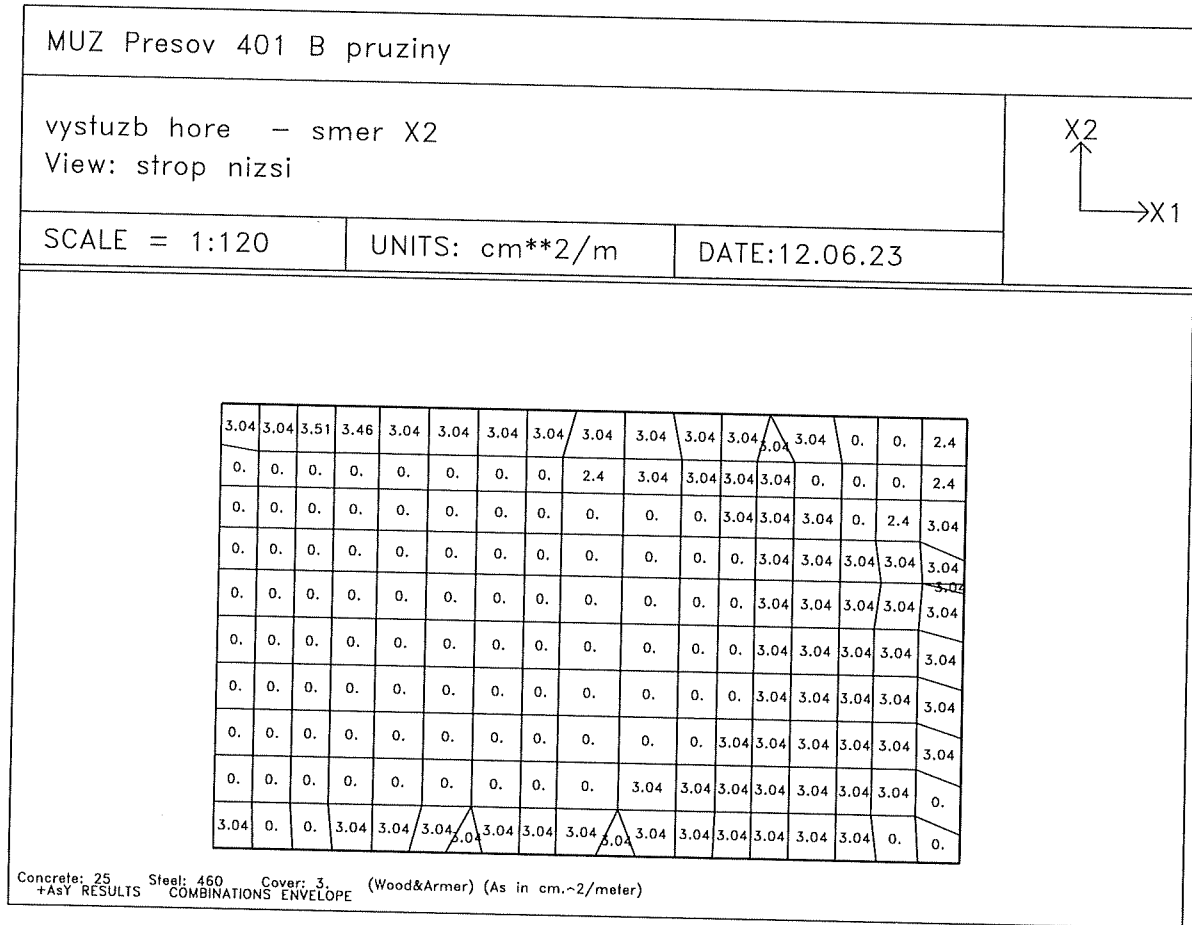 MUZ Presov 401 B pruziny
vystuzb hore – smer X2
View: strop nizsi
X2
X1
SCALE = 1:120
UNITS: cm**2/m
DATE:12.06.23
3.04 3.04 3.51 3.46 3.04 3.04 3.04 3.04 3.04 3.04 3.04 3.04 3.04 3.04 0. 0. 2.4
0. 0. 0. 0. 0. 0. 0. 0. 2.4 3.04 3.04 3.04 3.04 0. 0. 0. 2.4
0. 0. 0. 0. 0. 0. 0. 0. 0. 0. 0. 3.04 3.04 3.04 0. 2.4 3.04
0. 0. 0. 0. 0. 0. 0. 0. 0. 0. 0. 0. 3.04 3.04 3.04 3.04 3.04
3.04
0. 0. 0. 0. 0. 0. 0. 0. 0. 0. 0. 0. 3.04 3.04 3.04 3.04 3.04
0. 0. 0. 0. 0. 0. 0. 0. 0. 0. 0. 0. 3.04 3.04 3.04 3.04 3.04
0. 0. 0. 0. 0. 0. 0. 0. 0. 0. 0. 0. 3.04 3.04 3.04 3.04 3.04
0. 0. 0. 0. 0. 0. 0. 0. 0. 0. 0. 3.04 3.04 3.04 3.04 3.04 3.04
0. 0. 0. 0. 0. 0. 0. 0. 0. 3.04 3.04 3.04 3.04 3.04 3.04 3.04 0.
3.04 0. 0. 3.04 3.04 3.04 3.04 3.04 3.04 3.04 3.04 3.04 3.04 3.04 3.04 3.04 3.04 0. 0.
Concrete: 25 Steel: 460 Cover: 3. (Wood&Armer) (As in cm.~2/meter)
+AsY RESULTS COMBINATIONS ENVELOPE